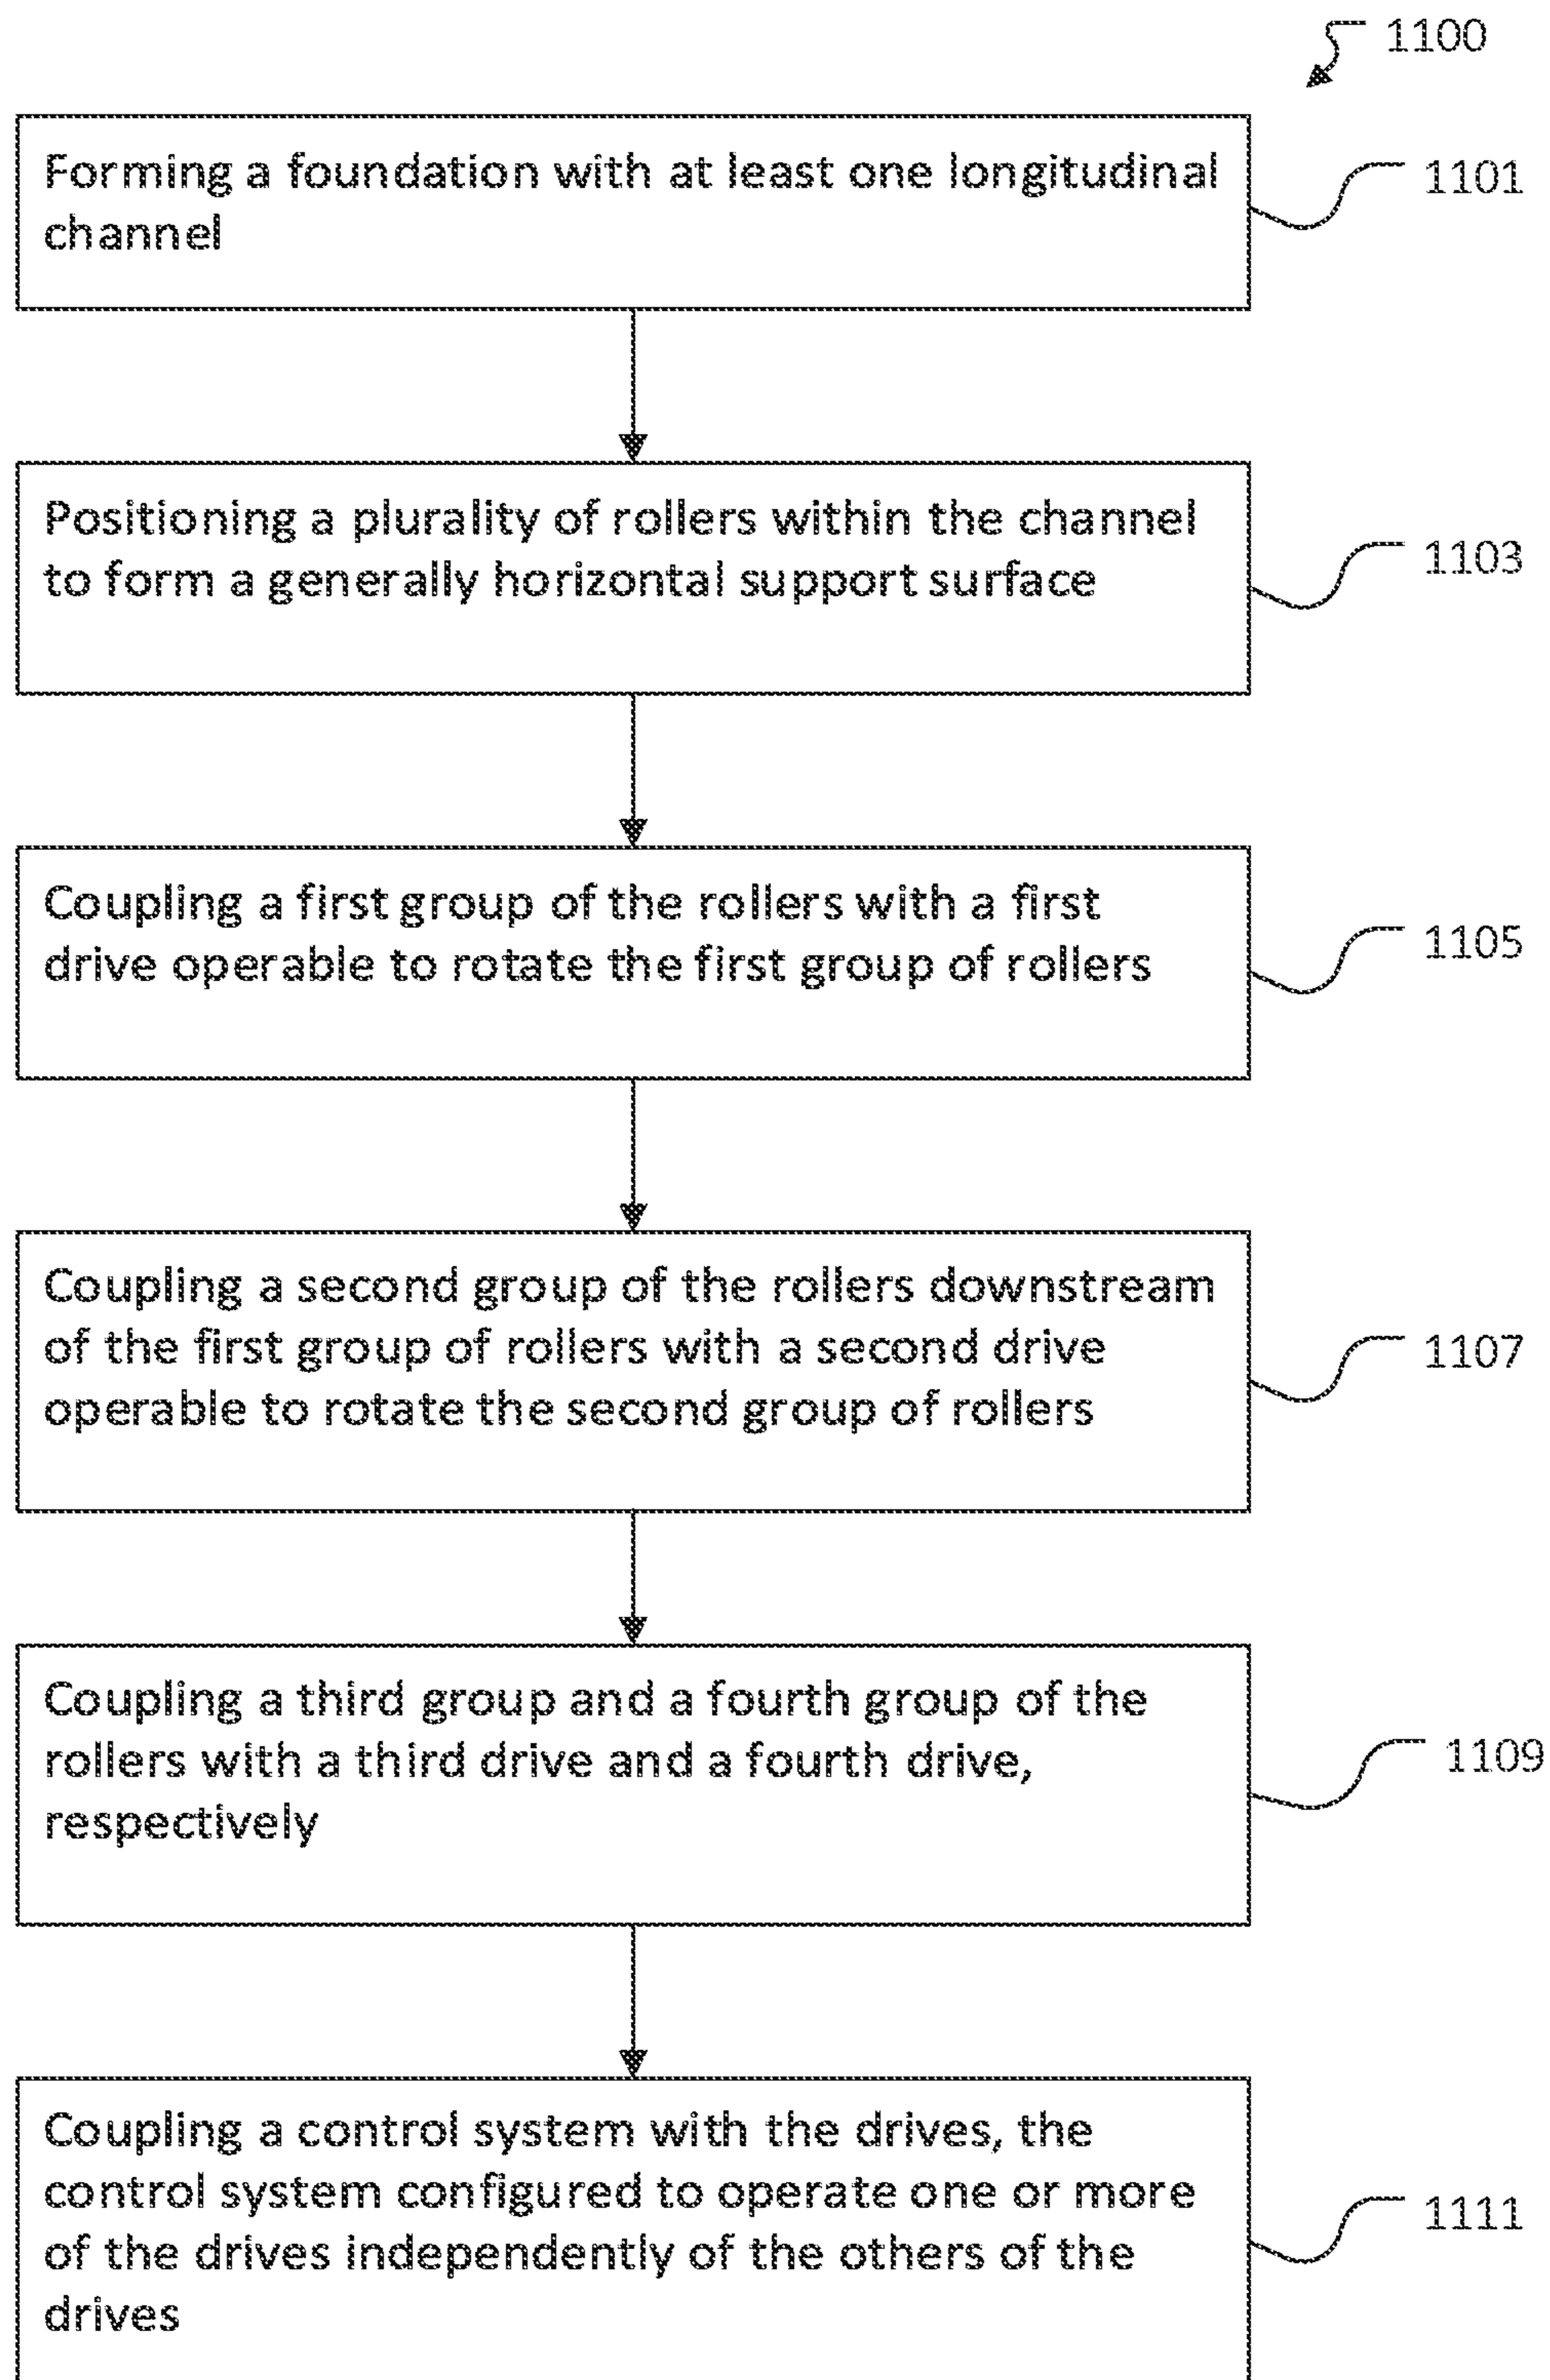 1100
Forming a foundation with at least one longitudinal
channel
1101
Positioning a plurality of rollers within the channel
to form a generally horizontal support surface
1103
Coupling a first group of the rollers with a first
drive operable to rotate the first group of rollers
1105
Coupling a second group of the rollers downstream
of the first group of rollers with a second drive
operable to rotate the second group of rollers
1107
Coupling a third group and a fourth group of the
rollers with a third drive and a fourth drive,
respectively
1109
Coupling a control system with the drives, the
control system configured to operate one or more
of the drives independently of the others of the
drives
1111